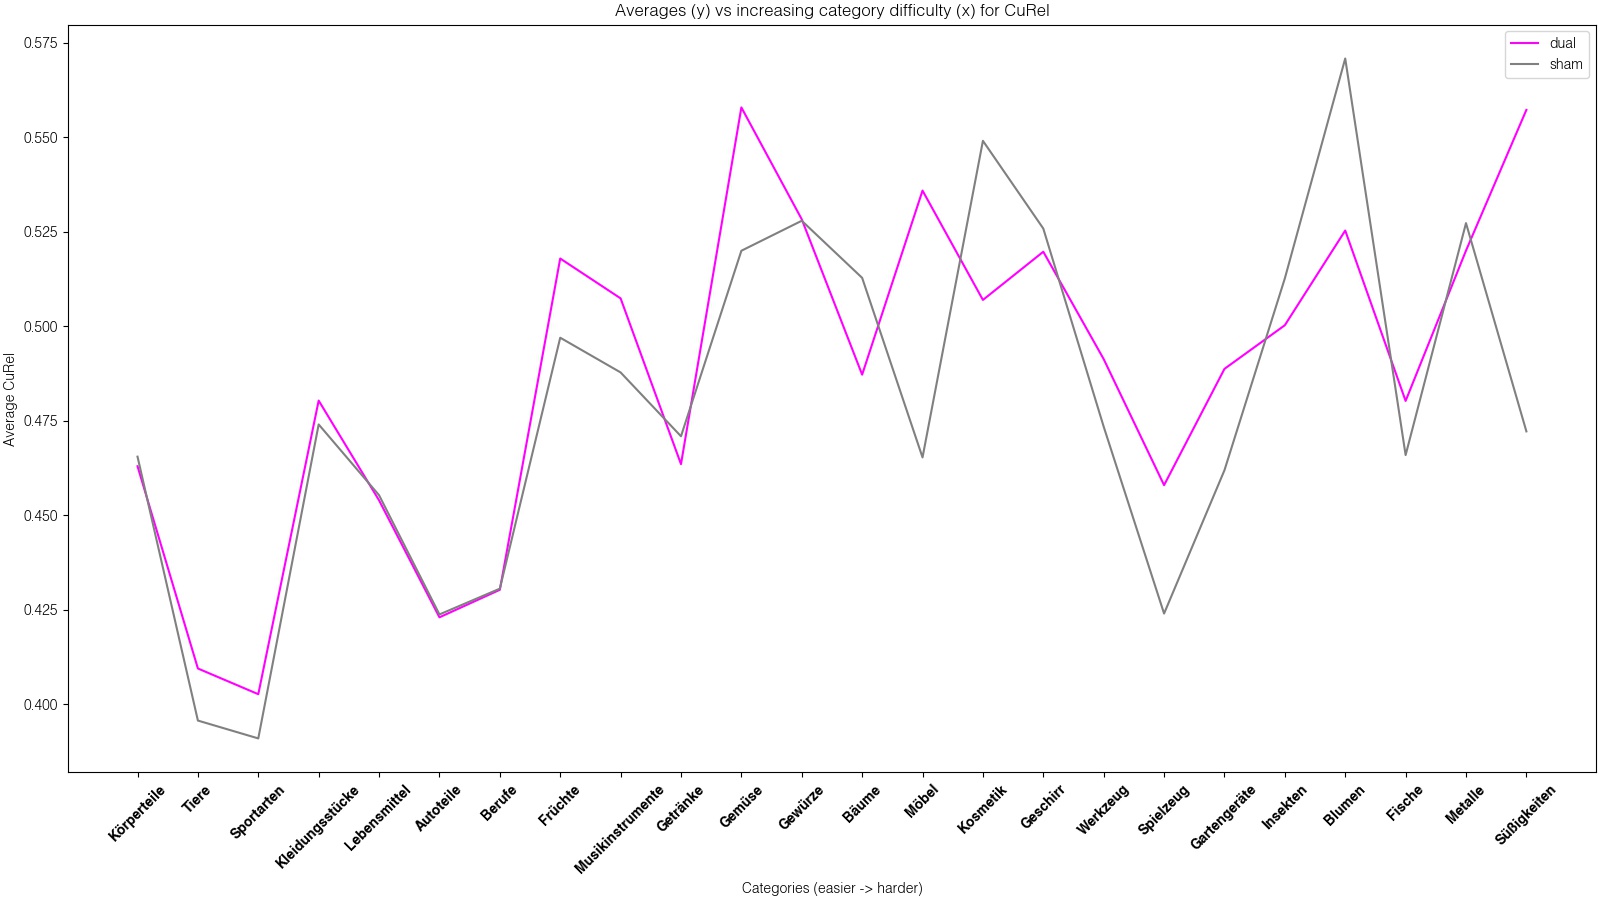 Averages (y) vs increasing category difficulty (x) for CuRel
dual
sham
Average CuRel
0.575
0.550
0.525
0.500
0.475
0.450
0.425
0.400
Körperteile
Tiere
Sportarten
Kleidungsstücke
Lebensmittel
Autoteile
Berufe
Früchte
Musikinstrumente
Getränke
Gemüse
Gewürze
Bäume
Möbel
Kosmetik
Geschirr
Werkzeug
Spielzeug
Gartengeräte
Insekten
Blumen
Fische
Metalle
Süßigkeiten
Categories (easier -> harder)